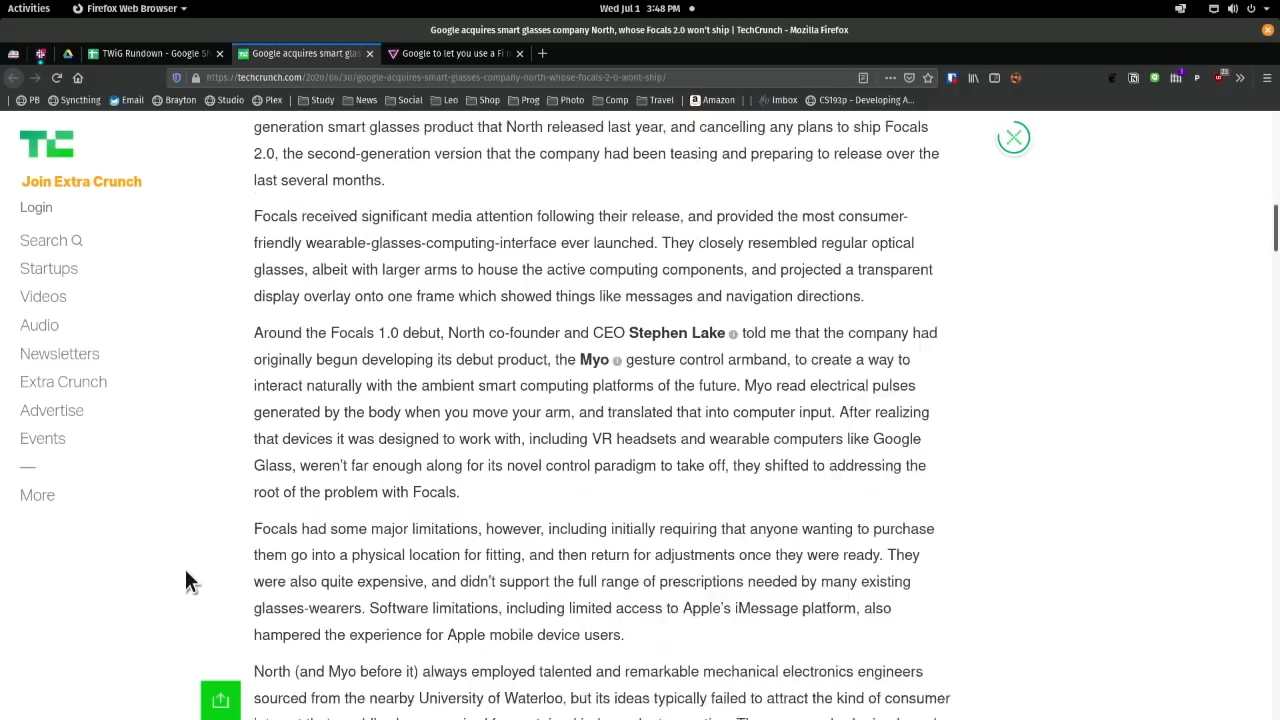 Activities
Firefox Web Browser
Wed Jul 1 3:48 PM
Google acquires smart glasses company North, whose Focals 2.0 won't ship | TechCrunch - Mozilla Firefox
TWiG Rundown - Google Sh
Google acquires smart glas
Google to let you use a Fi n
https://techcrunch.com/2020/06/30/google-acquires-smart-glasses-company-north-whose-focals-2-0-wont-ship/
PB
Syncthing
Email
Brayton
Studio
Plex
Study
News
Social
Leo
Shop
Prog
Photo
Comp
Travel
Amazon
Imbox
CS193p - Developing A...
TC
Join Extra Crunch
Login
Search
Startups
Videos
Audio
Newsletters
Extra Crunch
Advertise
Events
—
More
generation smart glasses product that North released last year, and cancelling any plans to ship Focals
2.0, the second-generation version that the company had been teasing and preparing to release over the
last several months.
Focals received significant media attention following their release, and provided the most consumer-
friendly wearable-glasses-computing-interface ever launched. They closely resembled regular optical
glasses, albeit with larger arms to house the active computing components, and projected a transparent
display overlay onto one frame which showed things like messages and navigation directions.
Around the Focals 1.0 debut, North co-founder and CEO Stephen Lake told me that the company had
originally begun developing its debut product, the Myo gesture control armband, to create a way to
interact naturally with the ambient smart computing platforms of the future. Myo read electrical pulses
generated by the body when you move your arm, and translated that into computer input. After realizing
that devices it was designed to work with, including VR headsets and wearable computers like Google
Glass, weren't far enough along for its novel control paradigm to take off, they shifted to addressing the
root of the problem with Focals.
Focals had some major limitations, however, including initially requiring that anyone wanting to purchase
them go into a physical location for fitting, and then return for adjustments once they were ready. They
were also quite expensive, and didn't support the full range of prescriptions needed by many existing
glasses-wearers. Software limitations, including limited access to Apple's iMessage platform, also
hampered the experience for Apple mobile device users.
North (and Myo before it) always employed talented and remarkable mechanical electronics engineers
sourced from the nearby University of Waterloo, but its ideas typically failed to attract the kind of consumer